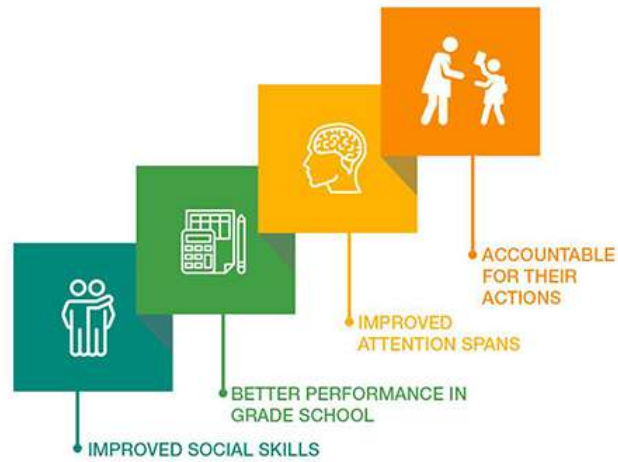 ACCOUNTABLE
FOR THEIR
ACTIONS
IMPROVED
ATTENTION SPANS
BETTER PERFORMANCE IN
GRADE SCHOOL
IMPROVED SOCIAL SKILLS